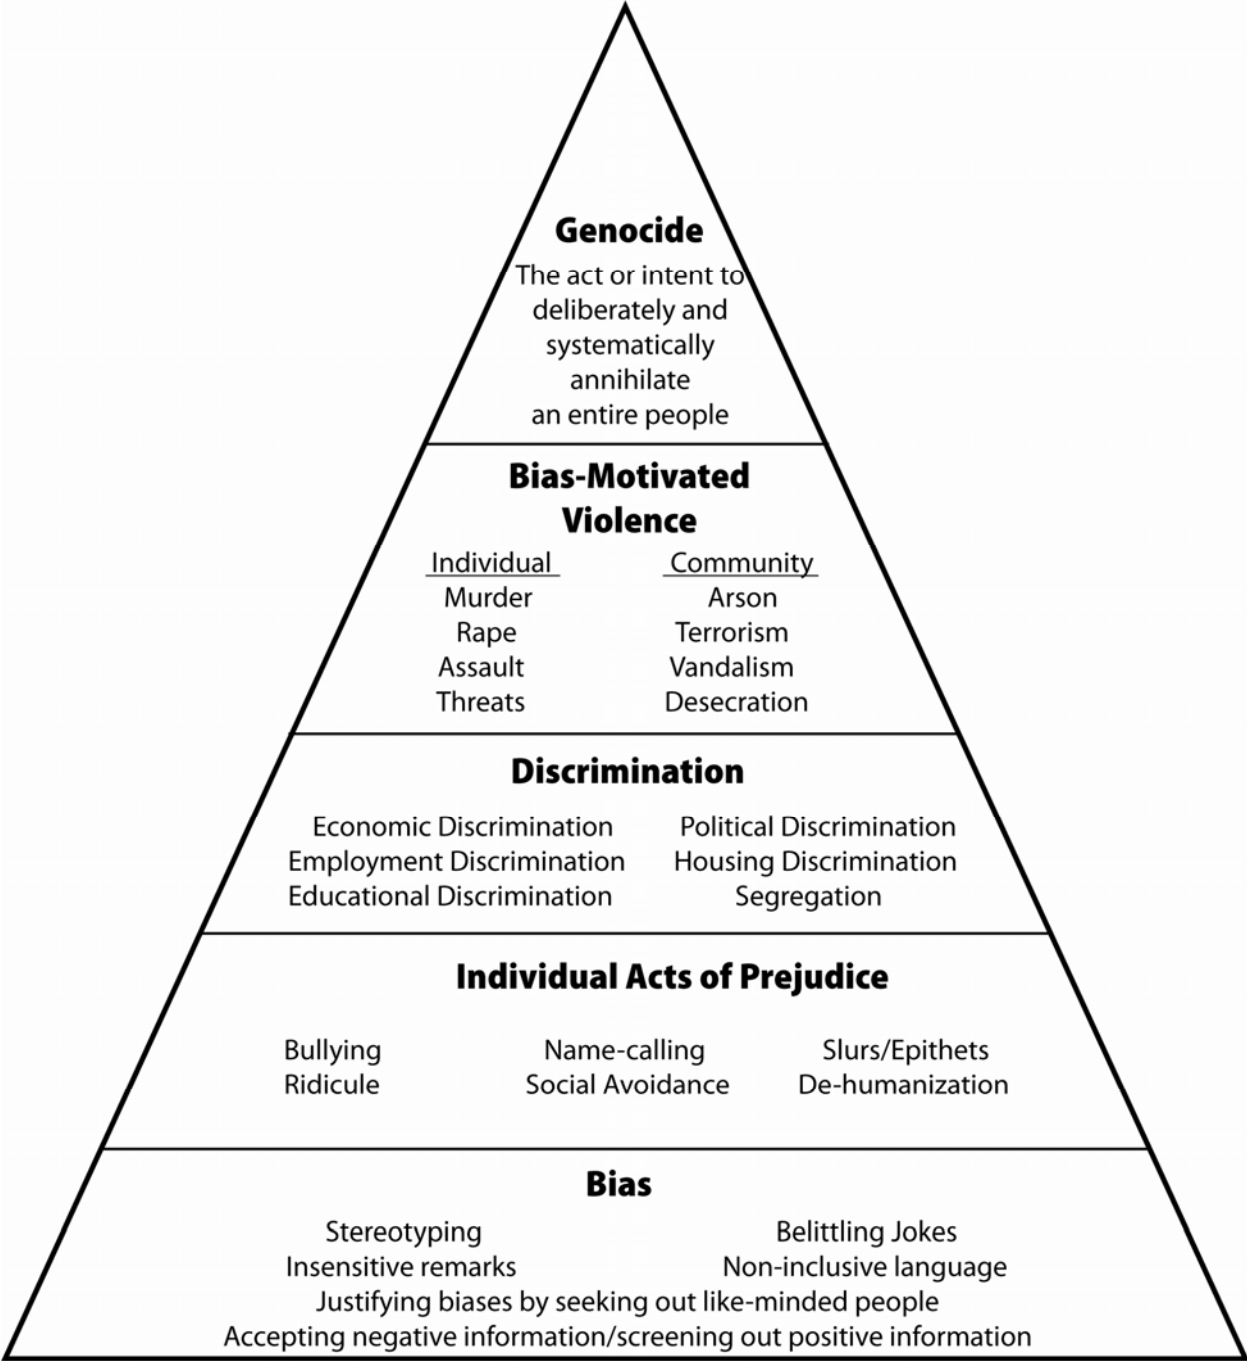 Genocide
The act or intent to
deliberately and
systematically
annihilate
an entire people
Bias-Motivated
Violence
Individual Community
Murder Arson
Rape Terrorism
Assault Vandalism
Threats Desecration
Discrimination
Economic Discrimination Political Discrimination
Employment Discrimination Housing Discrimination
Educational Discrimination Segregation
Individual Acts of Prejudice
Bullying Name-calling Slurs/Epithets
Ridicule Social Avoidance De-humanization
Bias
Stereotyping Belittling Jokes
Insensitive remarks Non-inclusive language
Justifying biases by seeking out like-minded people
Accepting negative information/screening out positive information